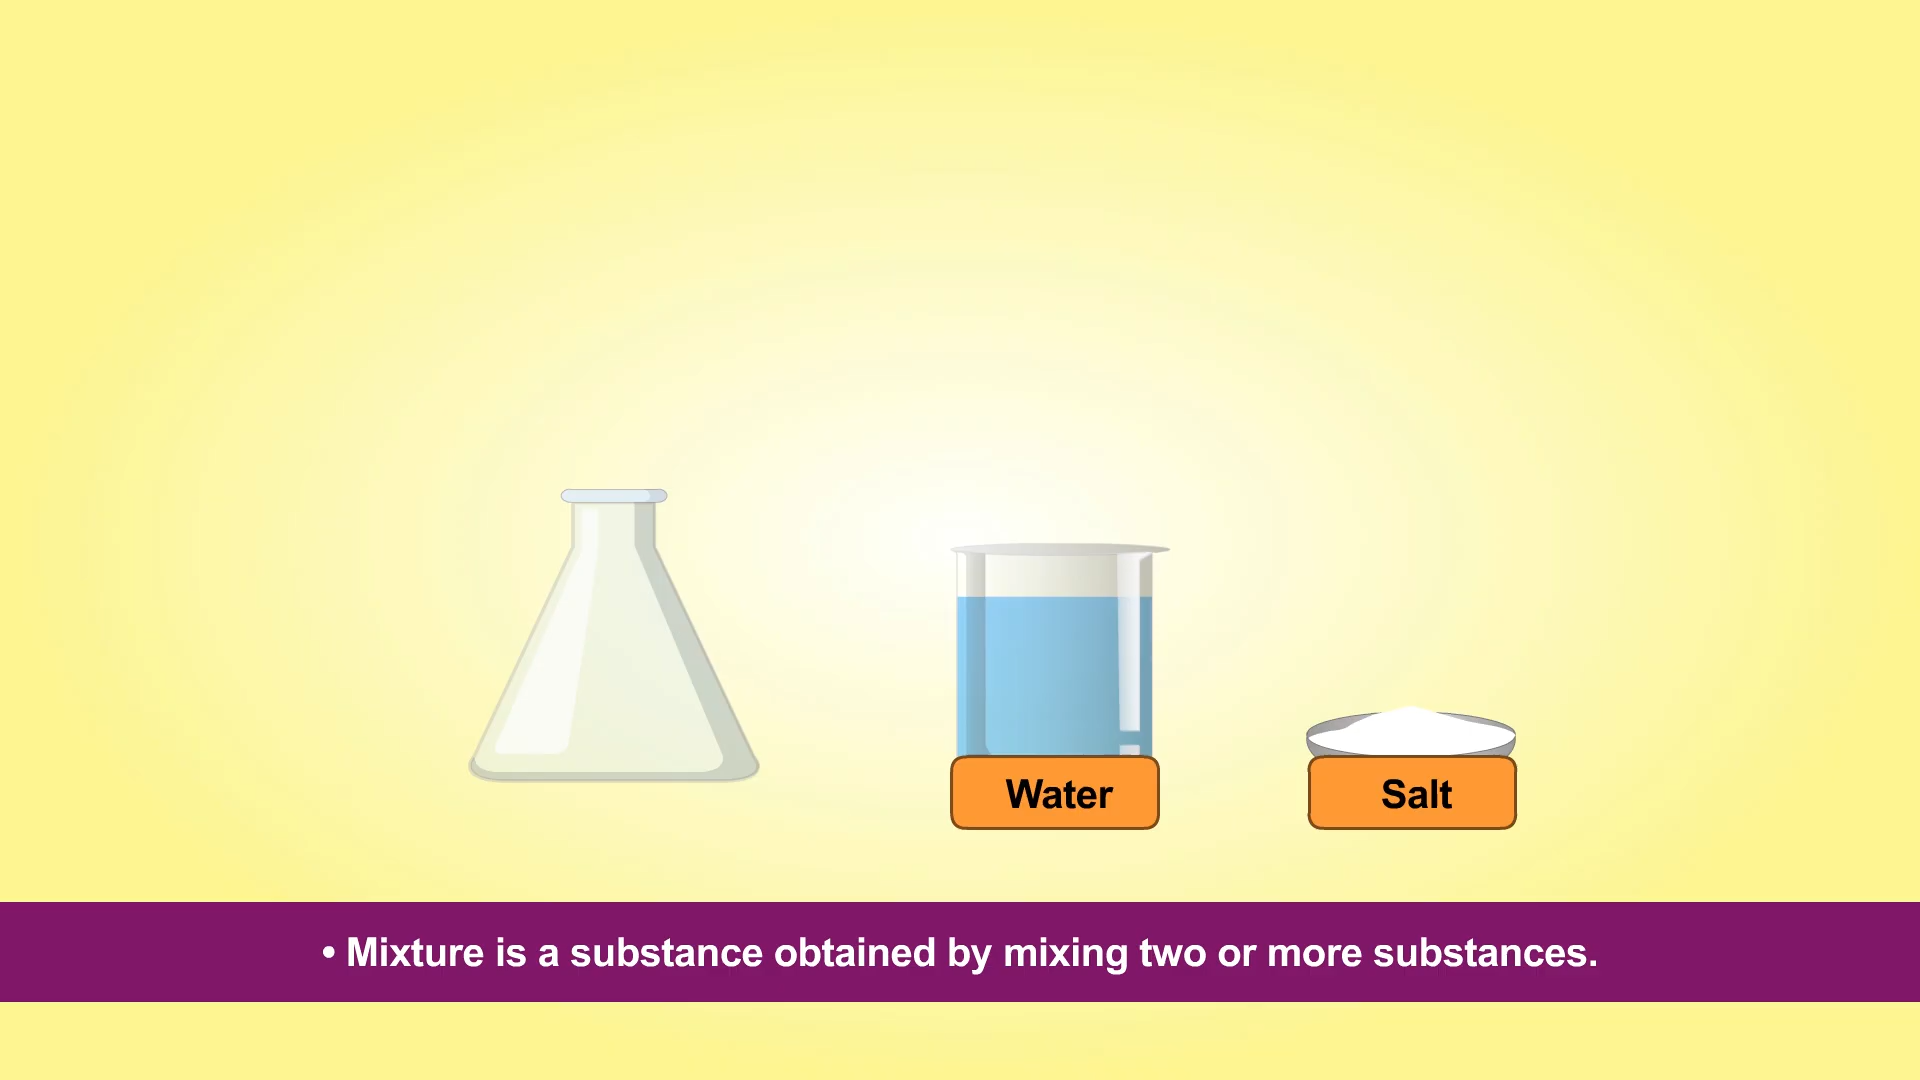 Water
Salt
• Mixture is a substance obtained by mixing two or more substances.